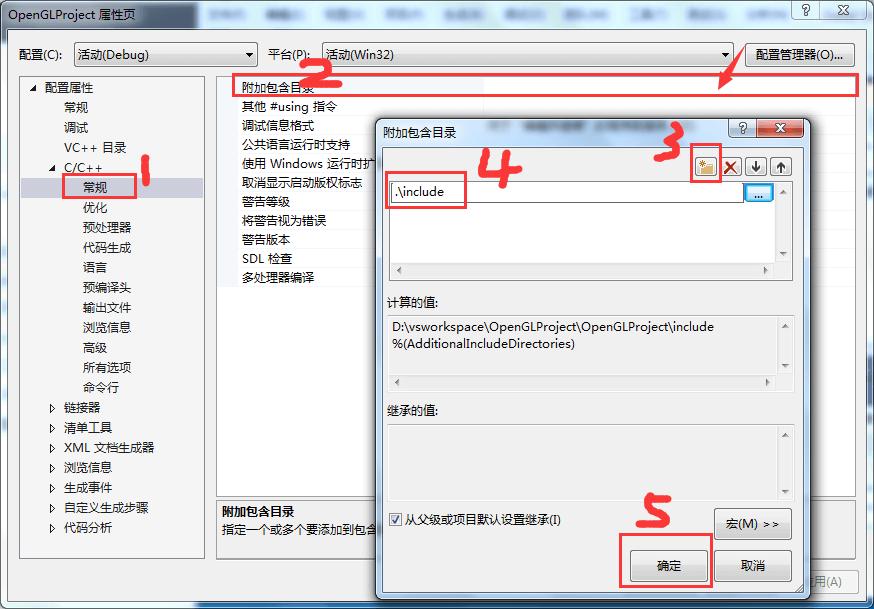 OpenGLProject 属性页
配置(C): 活动(Debug) 平台(P): 活动(Win32) 配置管理器(O)...
2
配置属性
常规
调试
VC++ 目录
C/C++
常规
1
优化
预处理器
代码生成
语言
预编译头
输出文件
浏览信息
高级
所有选项
命令行
链接器
清单工具
XML 文档生成器
浏览信息
生成事件
自定义生成步骤
代码分析
附加包含目录
其他 #using 指令
调试信息格式
公共语言运行时支持
使用 Windows 运行时扩
取消显示启动版权标志
警告等级
将警告视为错误
警告版本
SDL 检查
多处理器编译
附加包含目录
指定一个或多个要添加到包含
附加包含目录
3
4
.\include
...
计算的值:
D:\vsworkspace\OpenGLProject\OpenGLProject\include
%(AdditionalIncludeDirectories)
继承的值:
从父级或项目默认设置继承(I)
宏(M) >>
5
确定 取消
用(A)